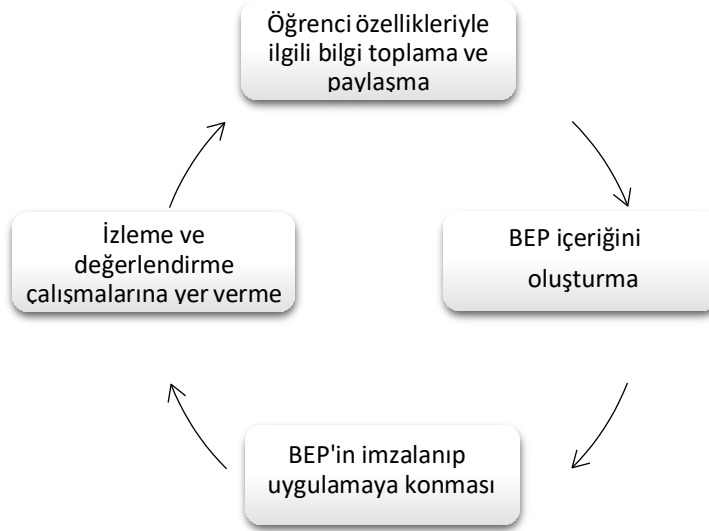 Öğrenci özellikleriyle
ilgili bilgi toplama ve
paylaşma
İzleme ve
değerlendirme
çalışmalarına yer verme
BEP içeriğini
oluşturma
BEP'in imzalanıp
uygulamaya konması